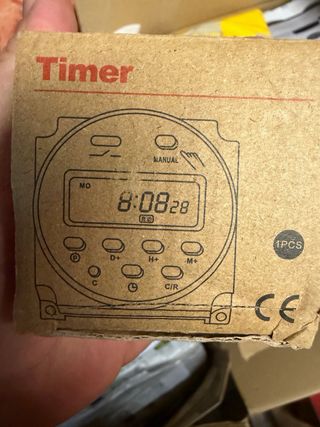 Timer
MANUAL
MO
8:08 28
P D+ H+ M+
1PCS
C C/R
CE